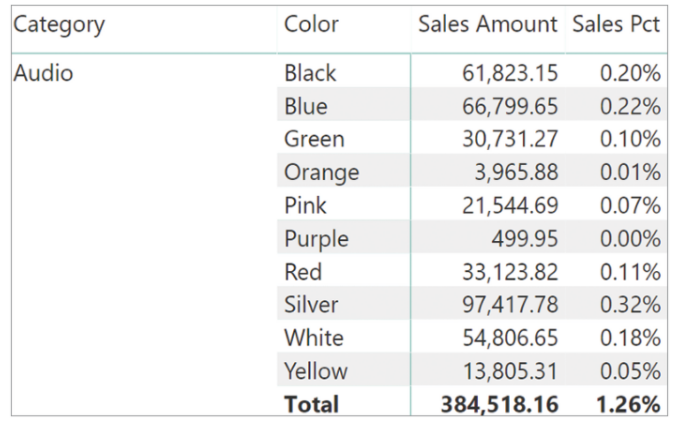 Category Color Sales Amount Sales Pct
Audio Black 61,823.15 0.20%
Blue 66,799.65 0.22%
Green 30,731.27 0.10%
Orange 3,965.88 0.01%
Pink 21,544.69 0.07%
Purple 499.95 0.00%
Red 33,123.82 0.11%
Silver 97,417.78 0.32%
White 54,806.65 0.18%
Yellow 13,805.31 0.05%
Total 384,518.16 1.26%